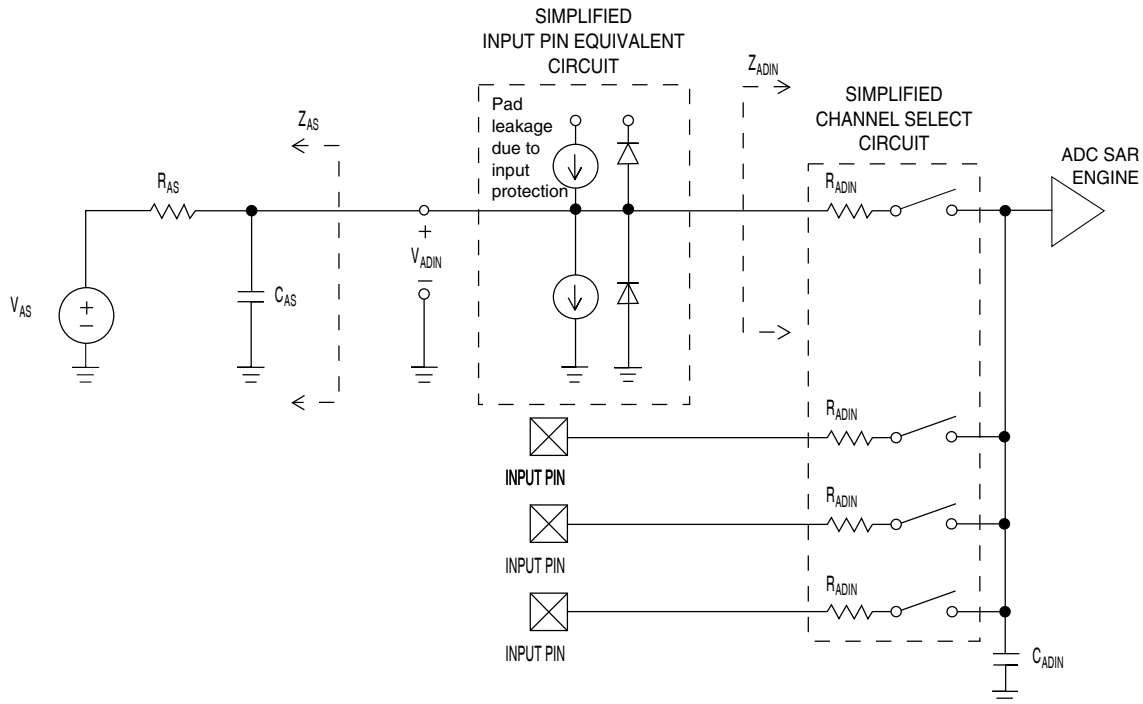 SIMPLIFIED
INPUT PIN EQUIVALENT
CIRCUIT
Z_ADIN
SIMPLIFIED
CHANNEL SELECT
CIRCUIT
Pad
leakage
due to
input
protection
Z_AS
ADC SAR
ENGINE
R_AS
R_ADIN
+
V_ADIN
–
V_AS
+
–
C_AS
R_ADIN
INPUT PIN
R_ADIN
INPUT PIN
R_ADIN
INPUT PIN
C_ADIN